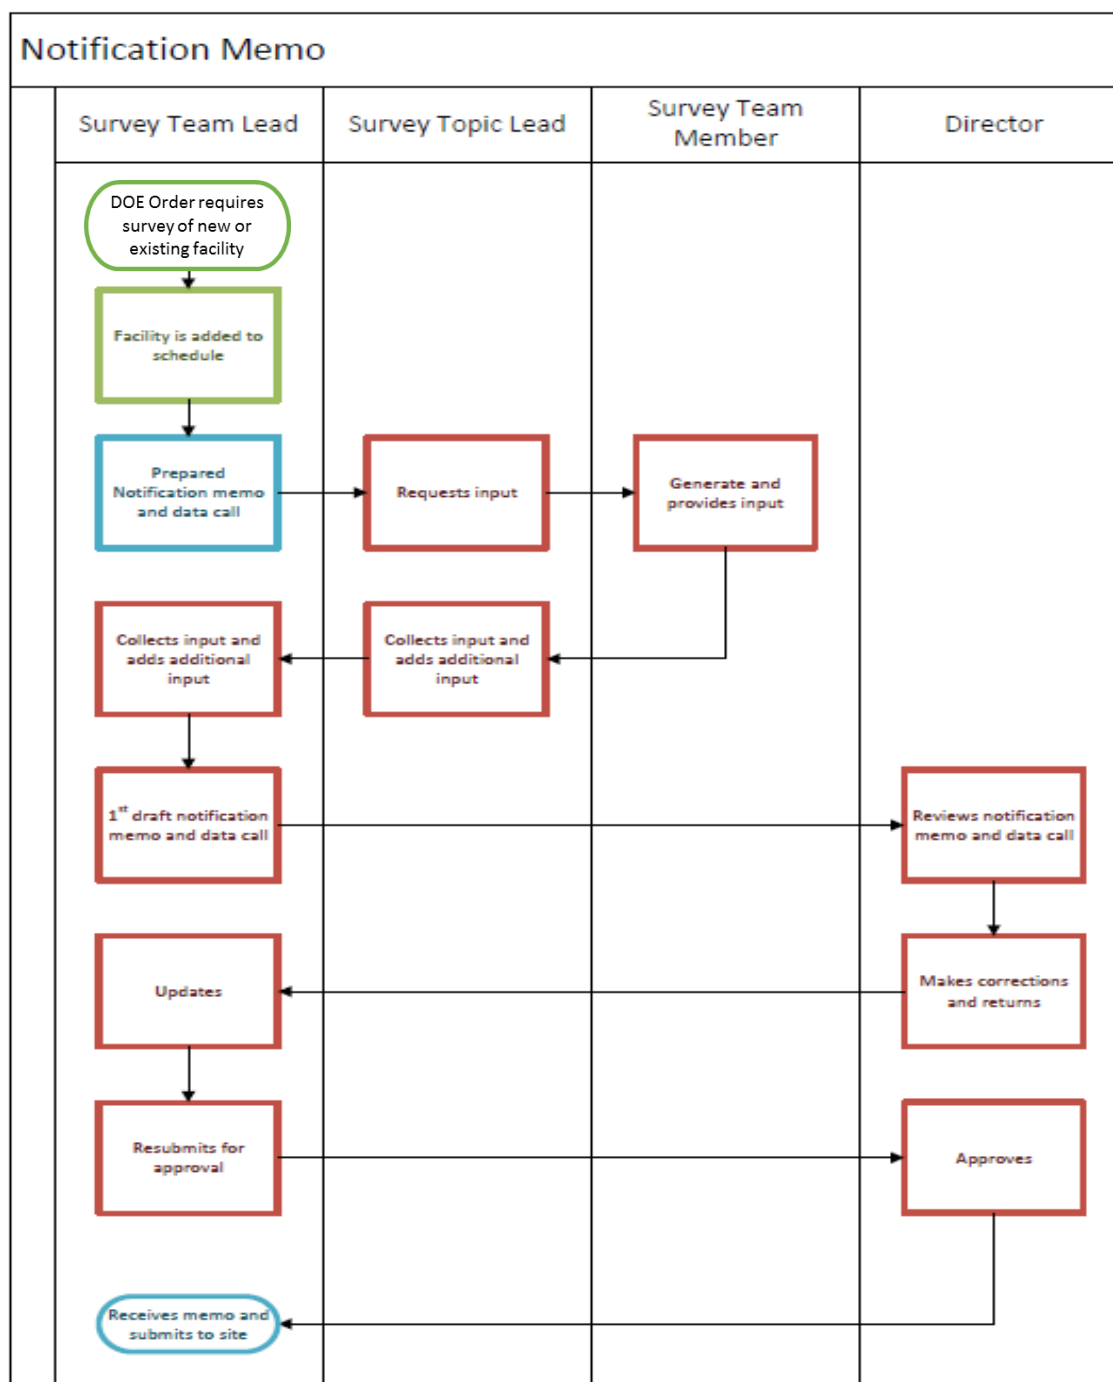 Notification Memo
Survey Team Lead
Survey Topic Lead
Survey Team
Member
Director
DOE Order requires
survey of new or
existing facility
Facility is added to
schedule
Prepared
Notification memo
and data call
Requests input
Generate and
provides input
Collects input and
adds additional
input
Collects input and
adds additional
input
1st draft notification
memo and data call
Reviews notification
memo and data call
Updates
Makes corrections
and returns
Resubmits for
approval
Approves
Receives memo and
submits to site